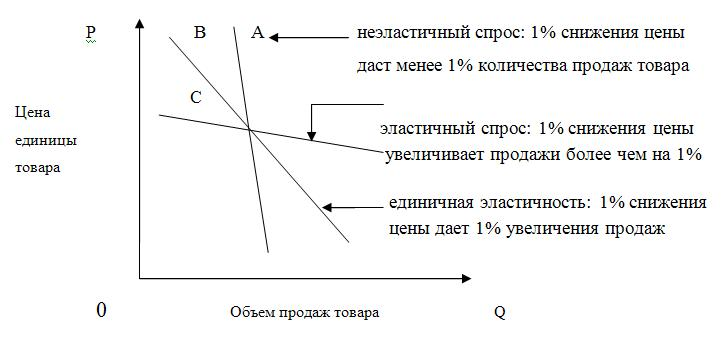 P
B
A
неэластичный спрос: 1% снижения цены
даст менее 1% количества продаж товара
C
Цена
единицы
товара
эластичный спрос: 1% снижения цены
увеличивает продажи более чем на 1%
единичная эластичность: 1% снижения
цены дает 1% увеличения продаж
0
Объем продаж товара
Q